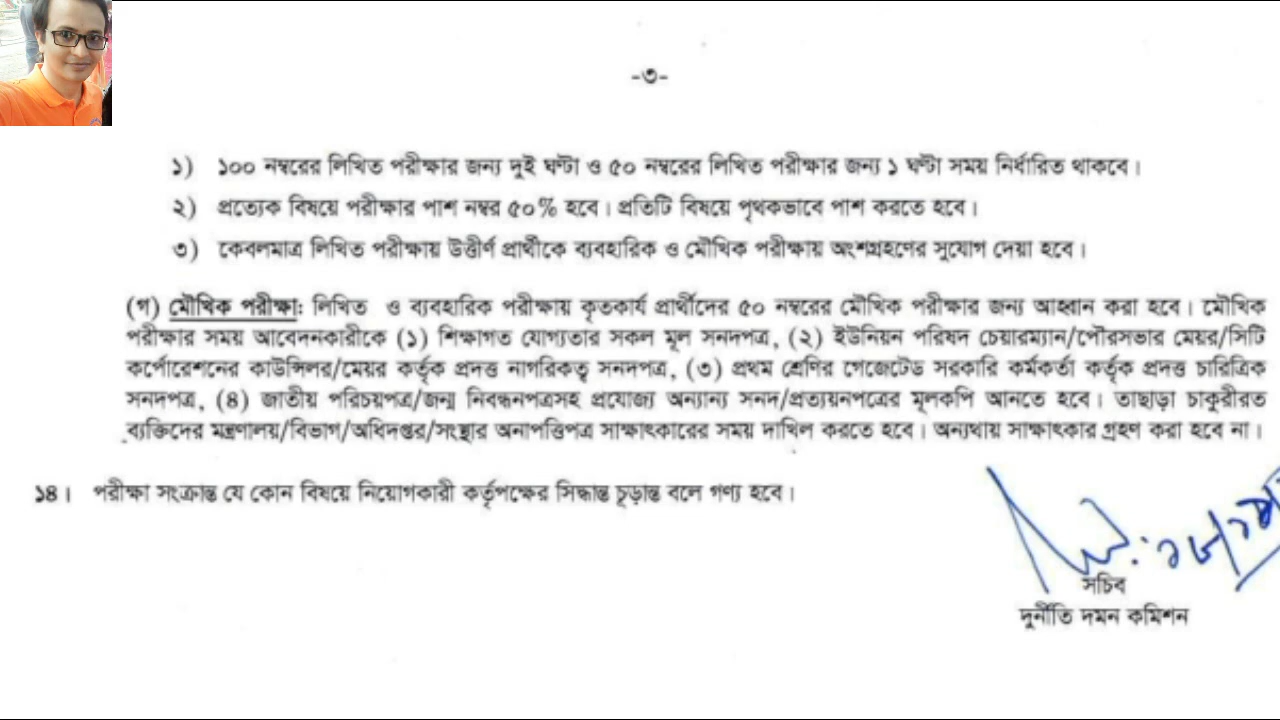 -৩-
১) ১০০ নম্বরের লিখিত পরীক্ষার জন্য দুই ঘণ্টা ও ৫০ নম্বরের লিখিত পরীক্ষার জন্য ১ ঘণ্টা সময় নির্ধারিত থাকবে।
২) প্রত্যেক বিষয়ে পরীক্ষার পাশ নম্বর ৫০% হবে। প্রতিটি বিষয়ে পৃথকভাবে পাশ করতে হবে।
৩) কেবলমাত্র লিখিত পরীক্ষায় উত্তীর্ণ প্রার্থীকে ব্যবহারিক ও মৌখিক পরীক্ষায় অংশগ্রহণের সুযোগ দেয়া হবে।
(গ) মৌখিক পরীক্ষা: লিখিত ও ব্যবহারিক পরীক্ষায় কৃতকার্য প্রার্থীদের ৫০ নম্বরের মৌখিক পরীক্ষার জন্য আহ্বান করা হবে। মৌখিক
পরীক্ষার সময় আবেদনকারীকে (১) শিক্ষাগত যোগ্যতার সকল মূল সনদপত্র, (২) ইউনিয়ন পরিষদ চেয়ারম্যান/পৌরসভার মেয়র/সিটি
কর্পোরেশনের কাউন্সিলর/মেয়র কর্তৃক প্রদত্ত নাগরিকত্ব সনদপত্র, (৩) প্রথম শ্রেণির গেজেটেড সরকারি কর্মকর্তা কর্তৃক প্রদত্ত চারিত্রিক
সনদপত্র, (৪) জাতীয় পরিচয়পত্র/জন্ম নিবন্ধনপত্রসহ প্রযোজ্য অন্যান্য সনদ/প্রত্যয়নপত্রের মূলকপি আনতে হবে। তাছাড়া চাকুরীরত
ব্যক্তিদের মন্ত্রণালয়/বিভাগ/অধিদপ্তর/সংস্থার অনাপত্তিপত্র সাক্ষাৎকারের সময় দাখিল করতে হবে। অন্যথায় সাক্ষাৎকার গ্রহণ করা হবে না।
১৪। পরীক্ষা সংক্রান্ত যে কোন বিষয়ে নিয়োগকারী কর্তৃপক্ষের সিদ্ধান্ত চূড়ান্ত বলে গণ্য হবে।
সচিব
দুর্নীতি দমন কমিশন